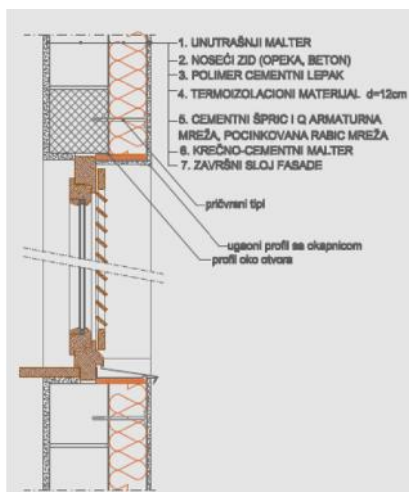 1. UNUTRAŠNJI MALTER
2. NOSEĆI ZID (OPEKA, BETON)
3. POLIMER CEMENTNI LEPAK
4. TERMOIZOLACIONI MATERIJAL d=12cm
5. CEMENTNI ŠPRIC I Q ARMATURNA
MREŽA, POCINKOVANA RABIC MREŽA
6. KREČNO-CEMENTNI MALTER
7. ZAVRŠNI SLOJ FASADE
pričvrsni tipl
ugaoni profil sa okapnicom
profil oko otvora